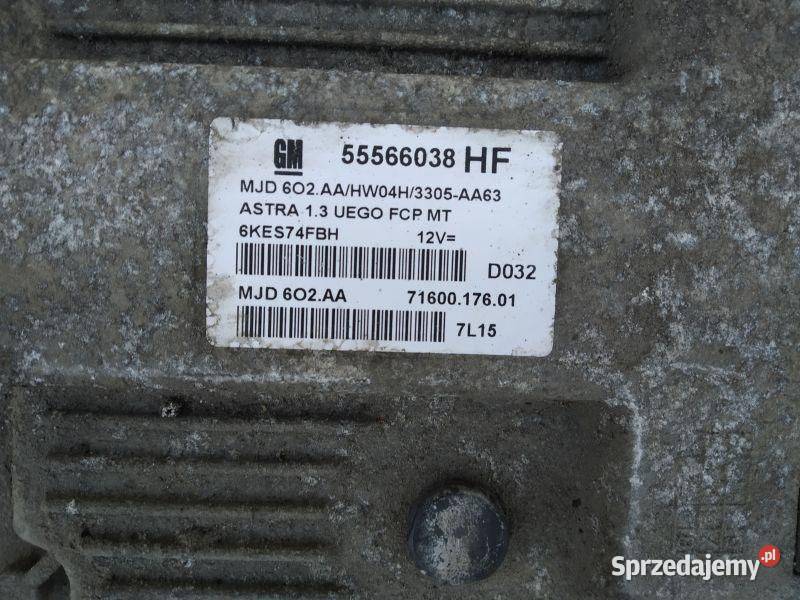 GM 55566038 HF
MJD 6O2.AA/HW04H/3305-AA63
ASTRA 1.3 UEGO FCP MT
6KES74FBH 12V=
D032
MJD 6O2.AA 71600.176.01
7L15
Sprzedajemy.pl